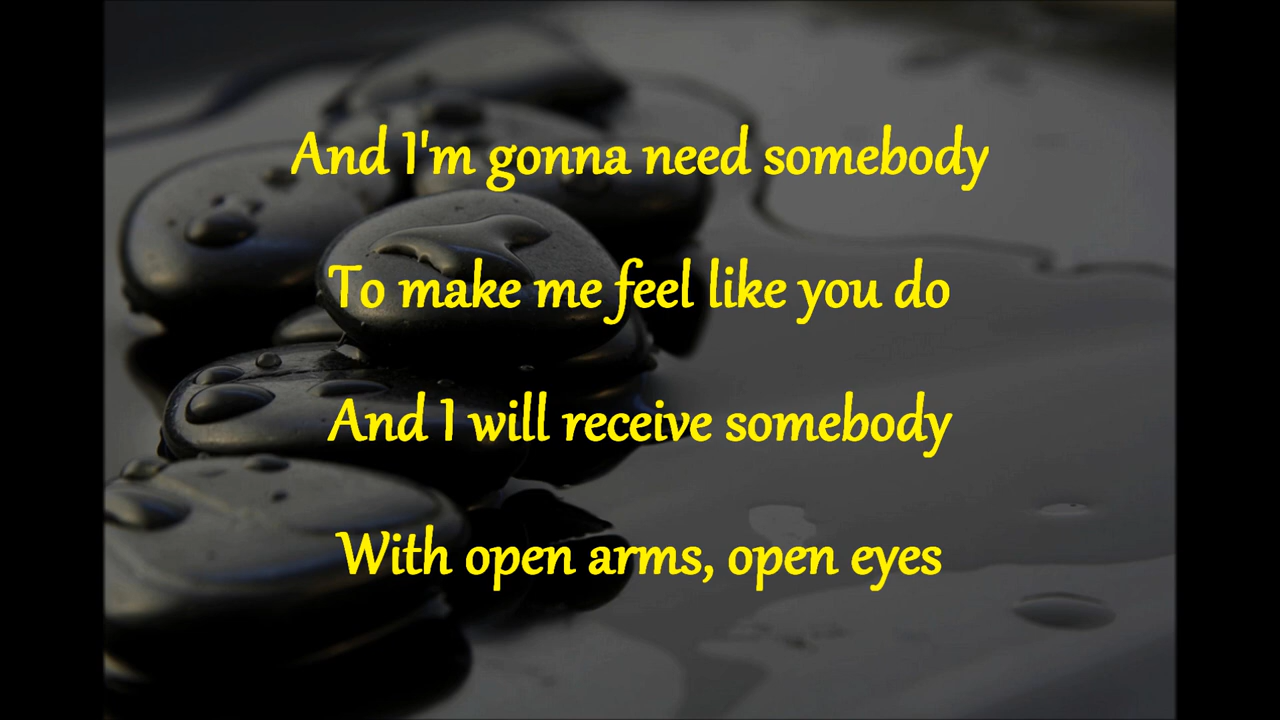 And I'm gonna need somebody
To make me feel like you do
And I will receive somebody
With open arms, open eyes